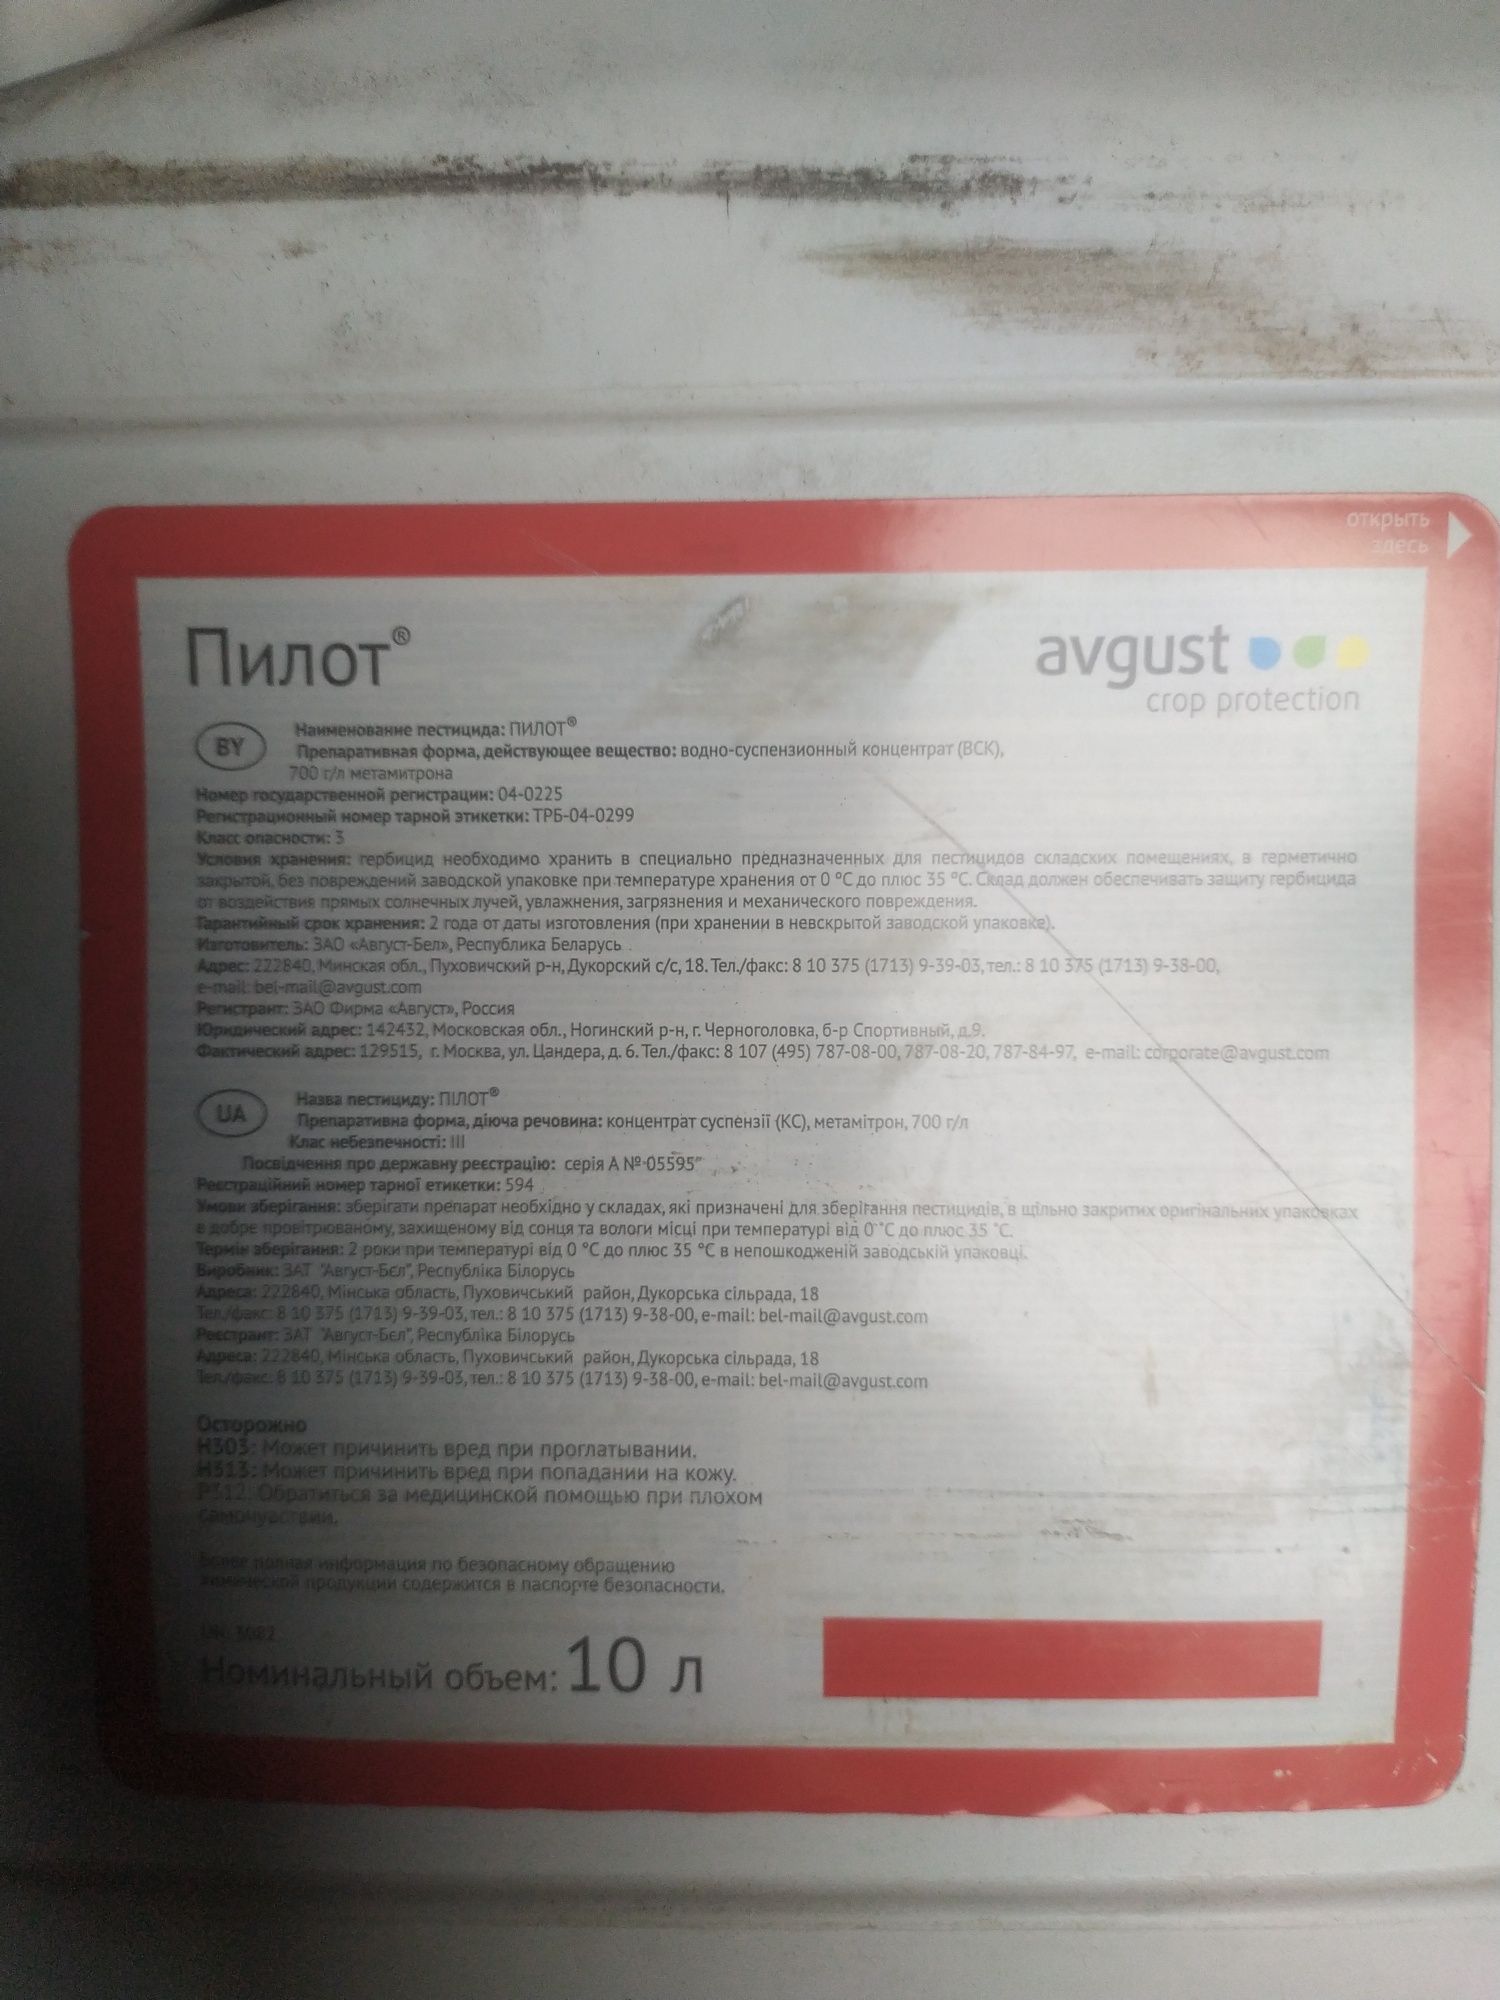 открыть
здесь
Пилот®
avgust
crop protection
BY
Наименование пестицида: ПИЛОТ®
Препаративная форма, действующее вещество: водно-суспензионный концентрат (ВСК),
700 г/л метамитрона
Номер государственной регистрации: 04-0225
Регистрационный номер тарной этикетки: ТРБ-04-0299
Класс опасности: 3
Условия хранения: гербицид необходимо хранить в специально предназначенных для пестицидов складских помещениях, в герметично
закрытой, без повреждений заводской упаковке при температуре хранения от 0 °С до плюс 35 °С. Склад должен обеспечивать защиту гербицида
от воздействия прямых солнечных лучей, увлажнения, загрязнения и механического повреждения.
Гарантийный срок хранения: 2 года от даты изготовления (при хранении в невскрытой заводской упаковке).
Изготовитель: ЗАО «Август-Бел», Республика Беларусь
Адрес: 222840, Минская обл., Пуховичский р-н, Дукорский с/с, 18. Тел./факс: 8 10 375 (1713) 9-39-03, тел.: 8 10 375 (1713) 9-38-00,
e-mail: bel-mail@avgust.com
Регистрант: ЗАО Фирма «Август», Россия
Юридический адрес: 142432, Московская обл., Ногинский р-н, г. Черноголовка, б-р Спортивный, д.9.
Фактический адрес: 129515, г. Москва, ул. Цандера, д. 6. Тел./факс: 8 107 (495) 787-08-00, 787-08-20, 787-84-97, e-mail: corporate@avgust.com
UA
Назва пестициду: ПІЛОТ®
Препаративна форма, діюча речовина: концентрат суспензії (КС), метамітрон, 700 г/л
Клас небезпечності: III
Посвідчення про державну реєстрацію: серія А № 05595
Реєстраційний номер тарної етикетки: 594
Умови зберігання: зберігати препарат необхідно у складах, які призначені для зберігання пестицидів, в щільно закритих оригінальних упаковках
в добре провітрюваному, захищеному від сонця та вологи місці при температурі від 0 °С до плюс 35 °С.
Термін зберігання: 2 роки при температурі від 0 °С до плюс 35 °С в непошкодженій заводській упаковці.
Виробник: ЗАТ "Август-Бєл", Республіка Білорусь
Адреса: 222840, Мінська область, Пуховичський район, Дукорська сільрада, 18
Тел./факс: 8 10 375 (1713) 9-39-03, тел.: 8 10 375 (1713) 9-38-00, e-mail: bel-mail@avgust.com
Реєстрант: ЗАТ "Август-Бєл", Республіка Білорусь
Адреса: 222840, Мінська область, Пуховичський район, Дукорська сільрада, 18
Тел./факс: 8 10 375 (1713) 9-39-03, тел.: 8 10 375 (1713) 9-38-00, e-mail: bel-mail@avgust.com
Осторожно
H303: Может причинить вред при проглатывании.
H313: Может причинить вред при попадании на кожу.
P312: Обратиться за медицинской помощью при плохом
самочувствии.
Более полная информация по безопасному обращению
химической продукции содержится в паспорте безопасности.
UN: 3082
Номинальный объем: 10 л